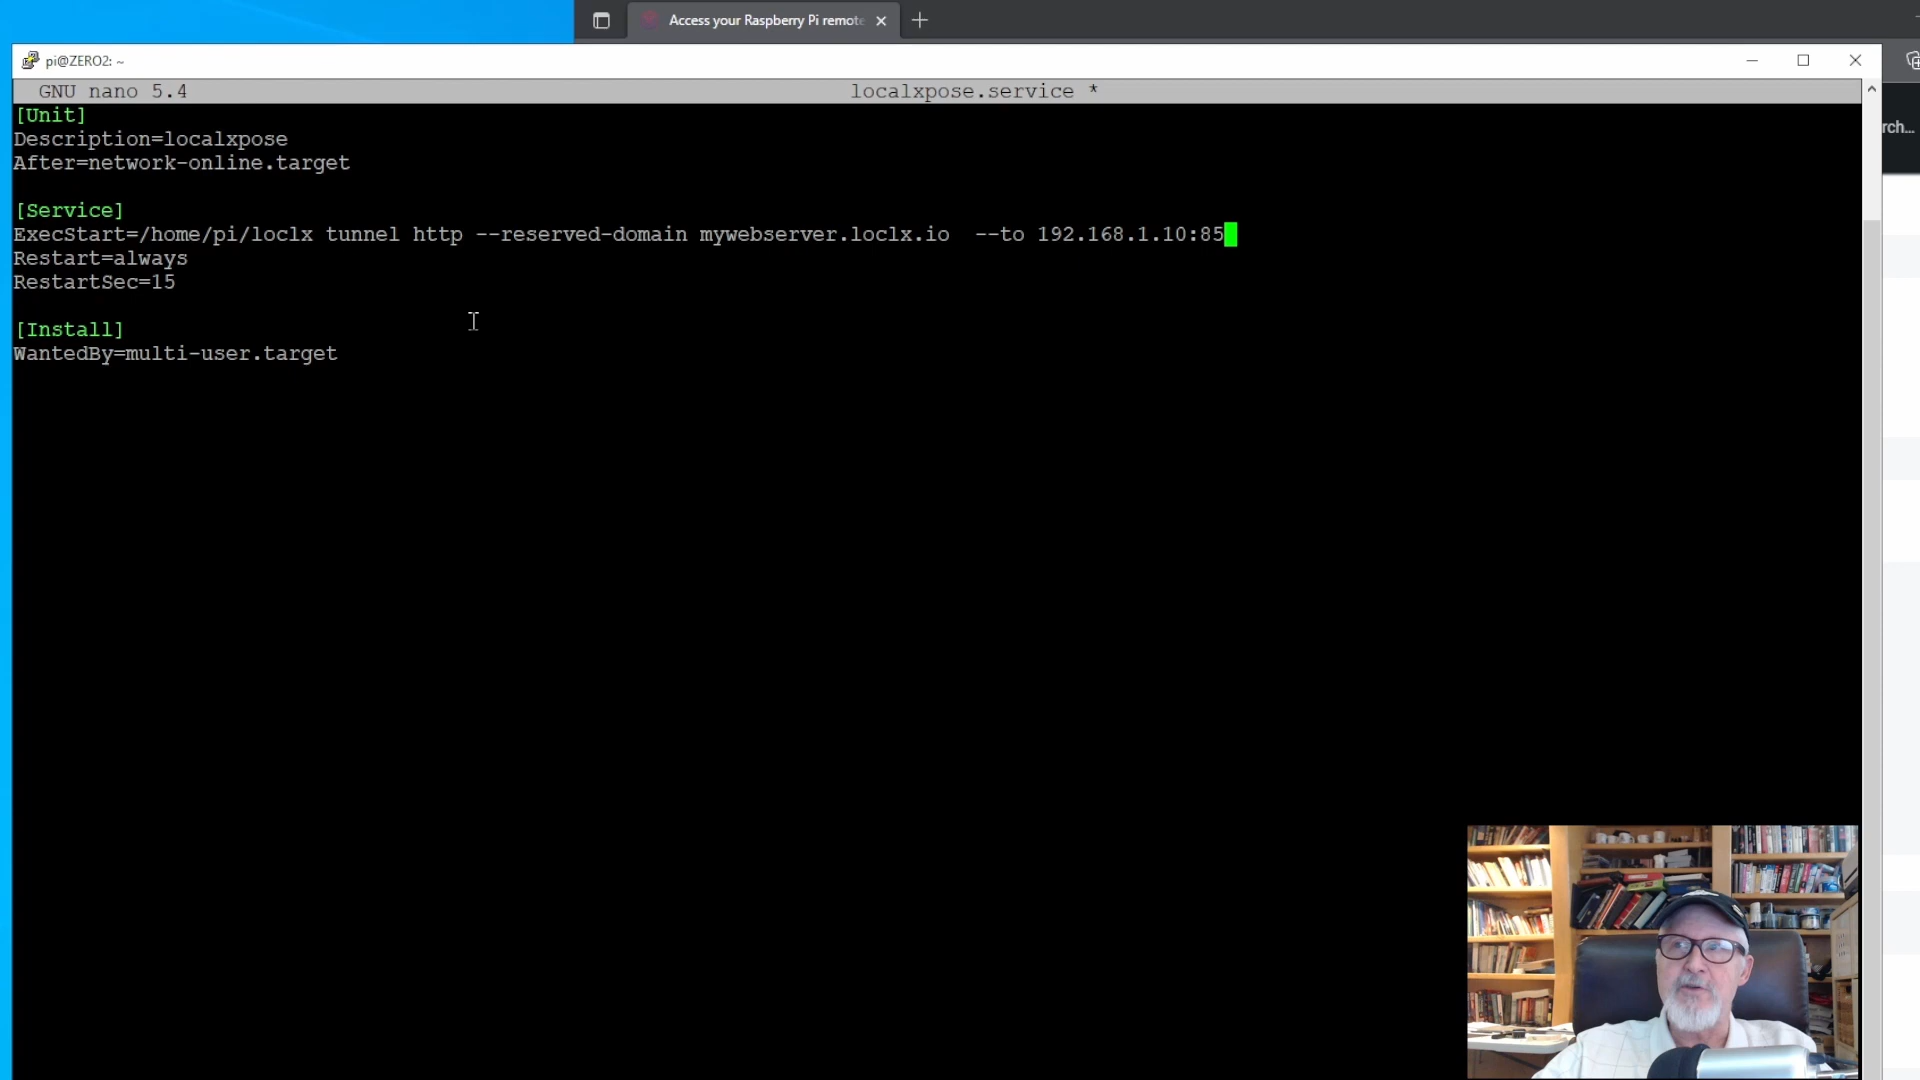 Access your Raspberry Pi remote
pi@ZERO2: ~
GNU nano 5.4 localxpose.service *
rch...
[Unit]
Description=localxpose
After=network-online.target
[Service]
ExecStart=/home/pi/loclx tunnel http --reserved-domain mywebserver.loclx.io  --to 192.168.1.10:85
Restart=always
RestartSec=15
[Install]
WantedBy=multi-user.target